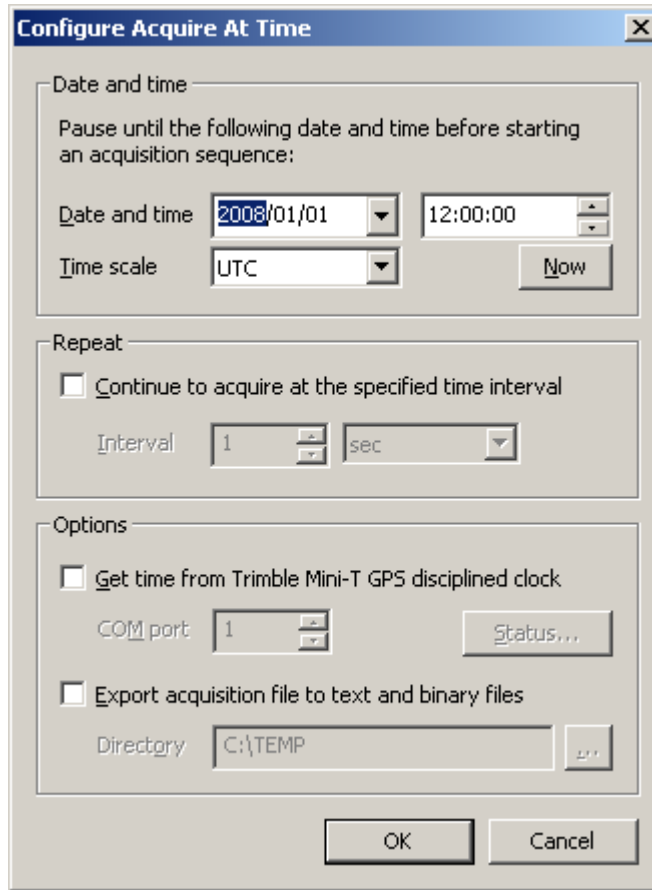 Configure Acquire At Time
Date and time
Pause until the following date and time before starting
an acquisition sequence:
Date and time 2008/01/01 12:00:00
Time scale UTC Now
Repeat
Continue to acquire at the specified time interval
Interval 1 sec
Options
Get time from Trimble Mini-T GPS disciplined clock
COM port 1 Status...
Export acquisition file to text and binary files
Directory C:\TEMP ...
OK Cancel